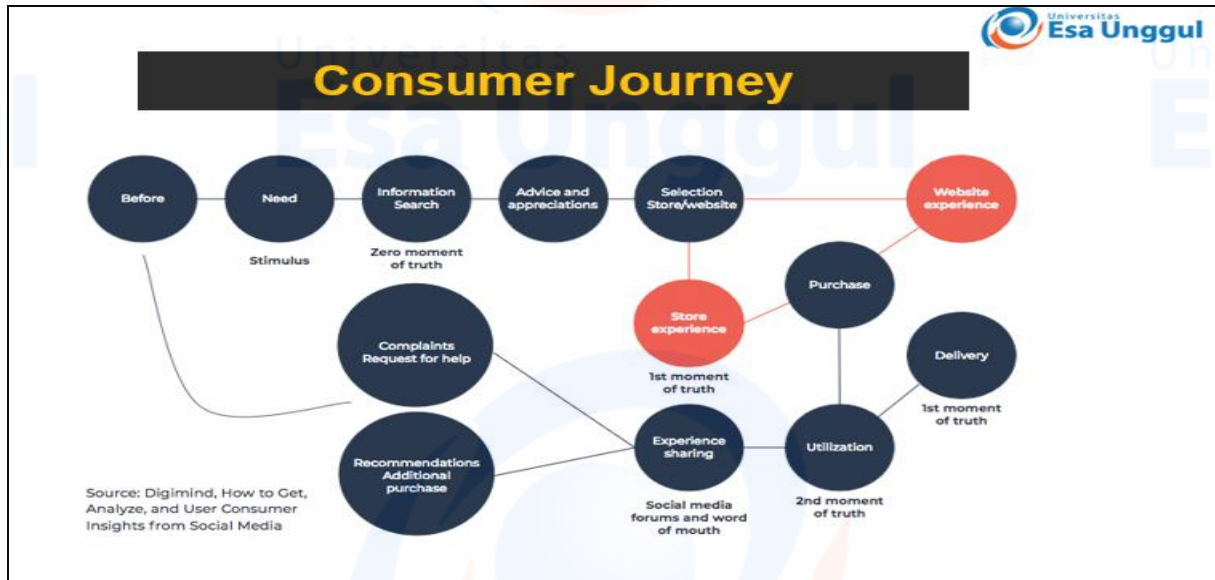 Universitas
Esa Unggul
Universitas
Esa Unggul
Consumer Journey
Before
Need
Information
Search
Advice and
appreciations
Selection
Store/website
Website
experience
Stimulus
Zero moment
of truth
Purchase
Store
experience
Complaints
Request for help
Delivery
1st moment
of truth
1st moment
of truth
Experience
sharing
Utilization
Recommendations
Additional
purchase
Social media
forums and word
of mouth
2nd moment
of truth
Source: Digimind, How to Get,
Analyze, and User Consumer
Insights from Social Media